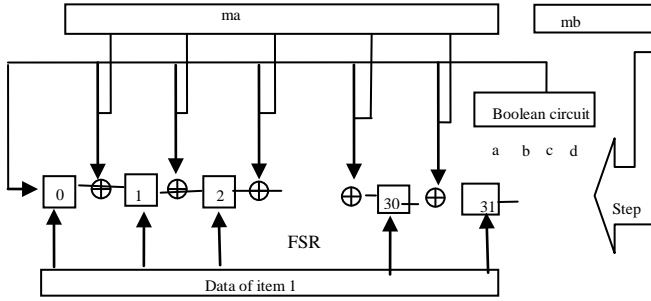 ma
mb
Boolean circuit
a b c d
0 1 2 30 31
Step
FSR
Data of item 1